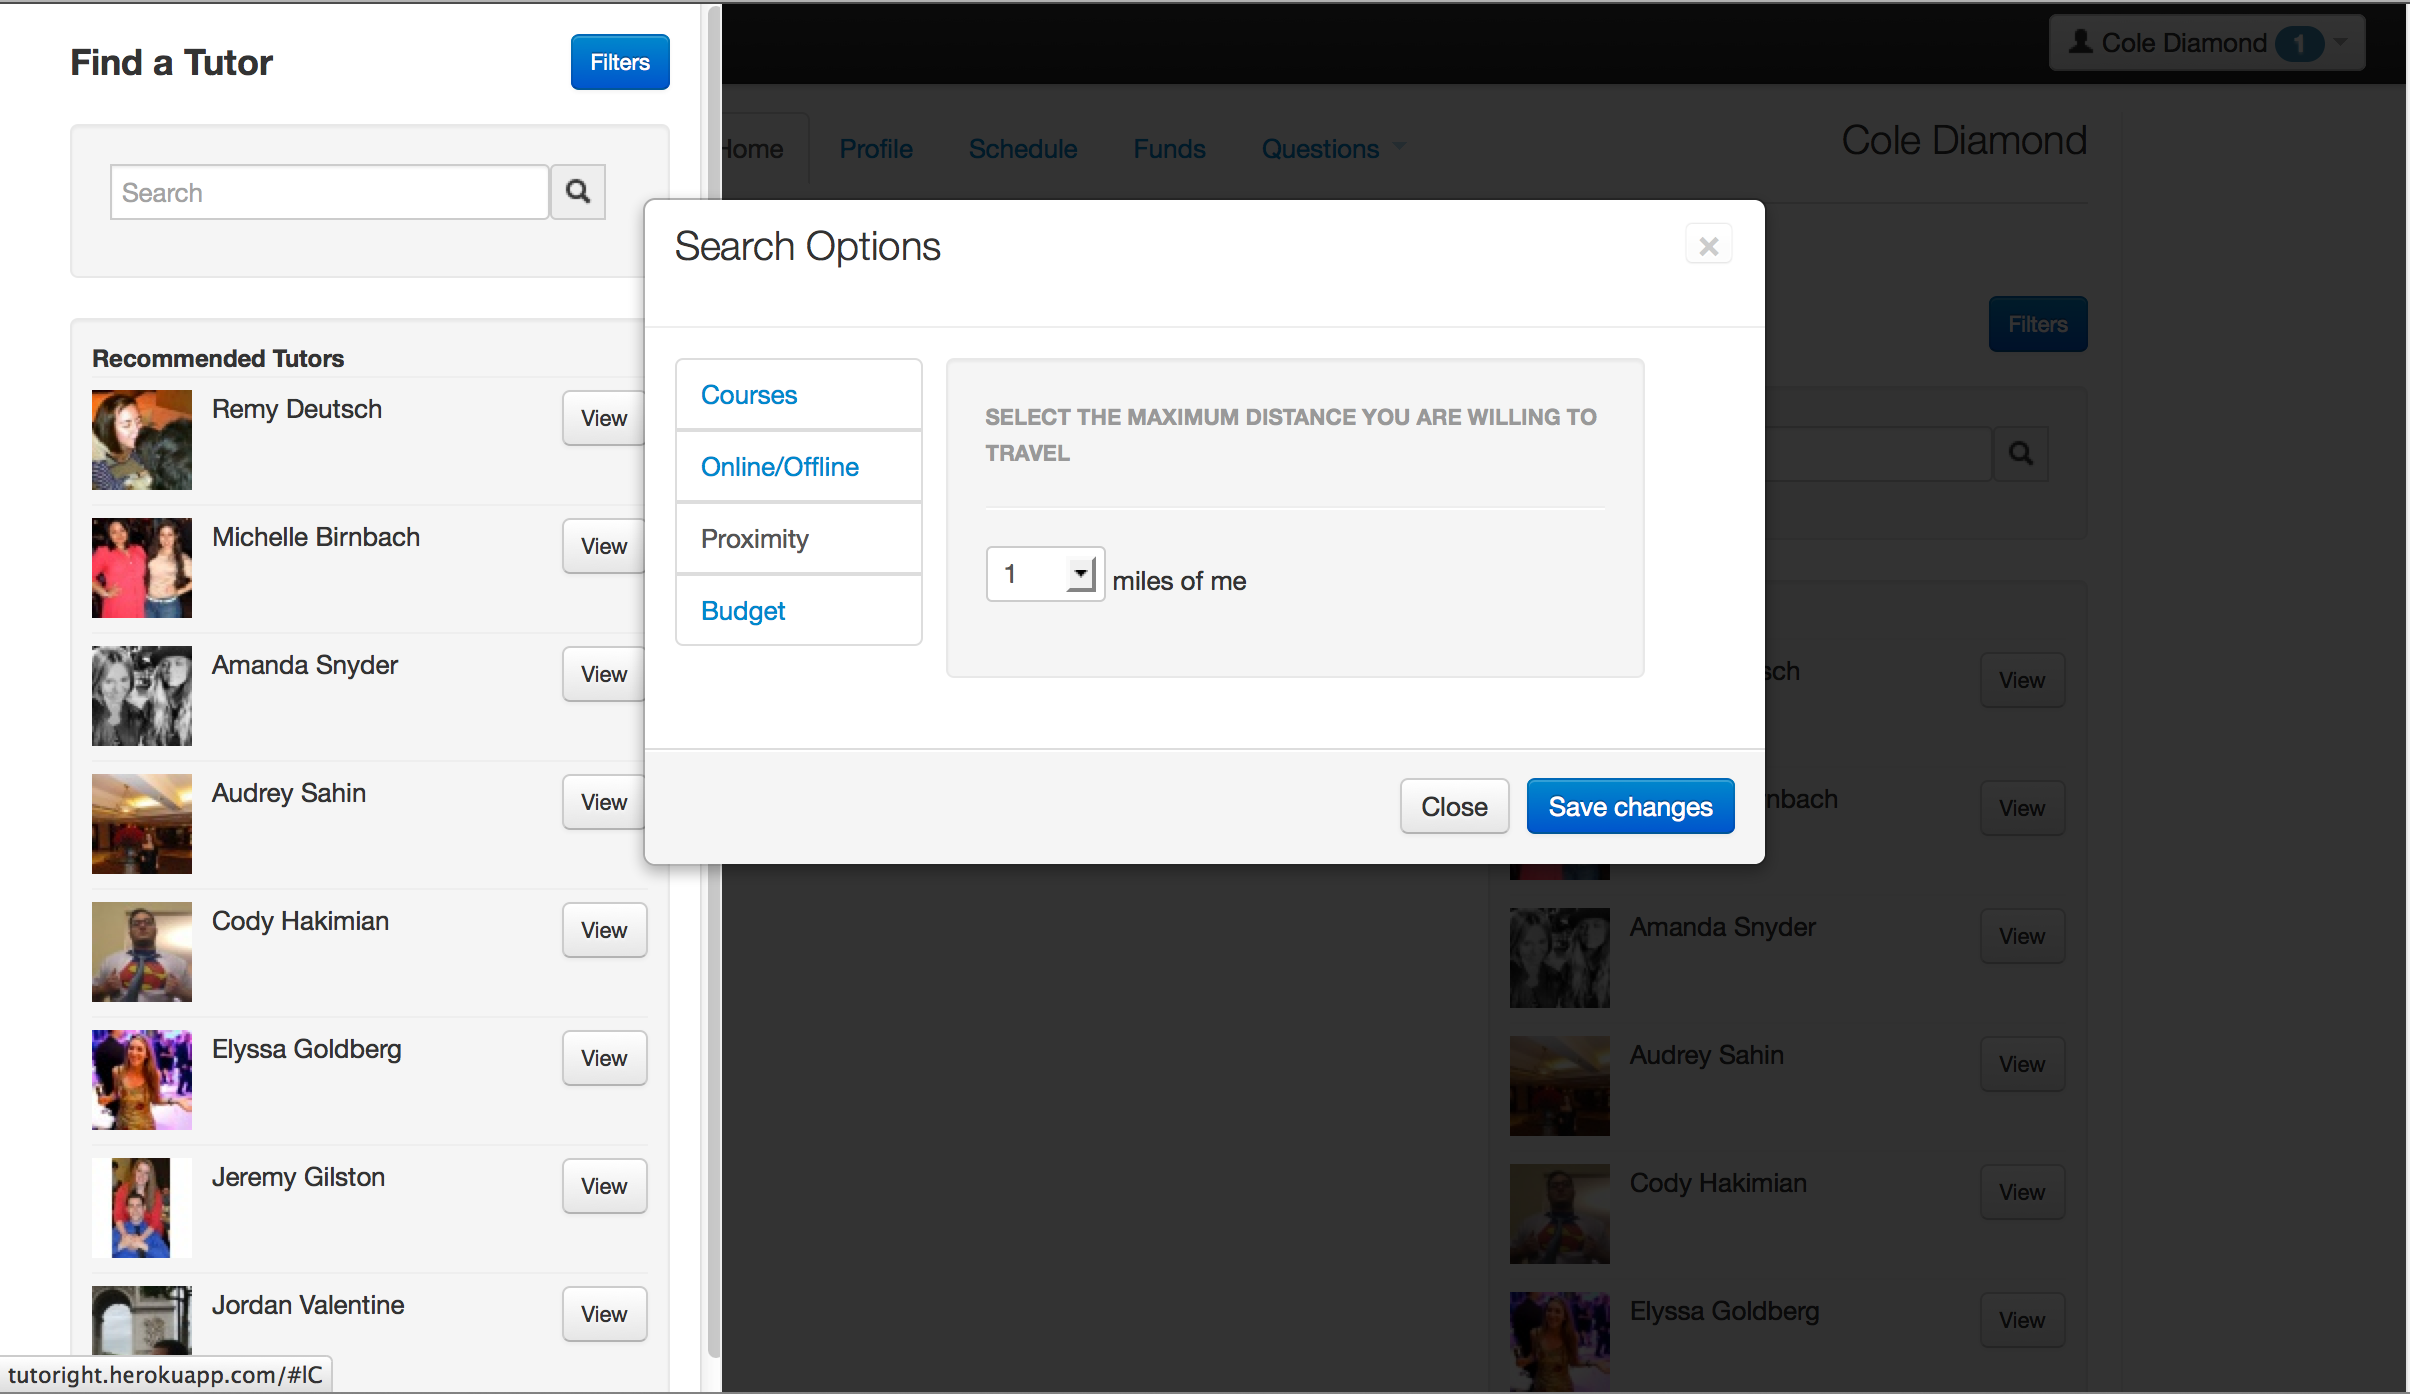 Find a Tutor
Filters
Search
Recommended Tutors
Remy Deutsch
View
Michelle Birnbach
View
Amanda Snyder
View
Audrey Sahin
View
Cody Hakimian
View
Elyssa Goldberg
View
Jeremy Gilston
View
Jordan Valentine
View
tutoright.herokuapp.com/#lC
Cole Diamond 1
Home
Profile
Schedule
Funds
Questions
Cole Diamond
Search Options
×
Courses
Online/Offline
Proximity
Budget
SELECT THE MAXIMUM DISTANCE YOU ARE WILLING TO
TRAVEL
1 miles of me
Close
Save changes
Filters
sch
View
nbach
View
Amanda Snyder
View
Audrey Sahin
View
Cody Hakimian
View
Elyssa Goldberg
View